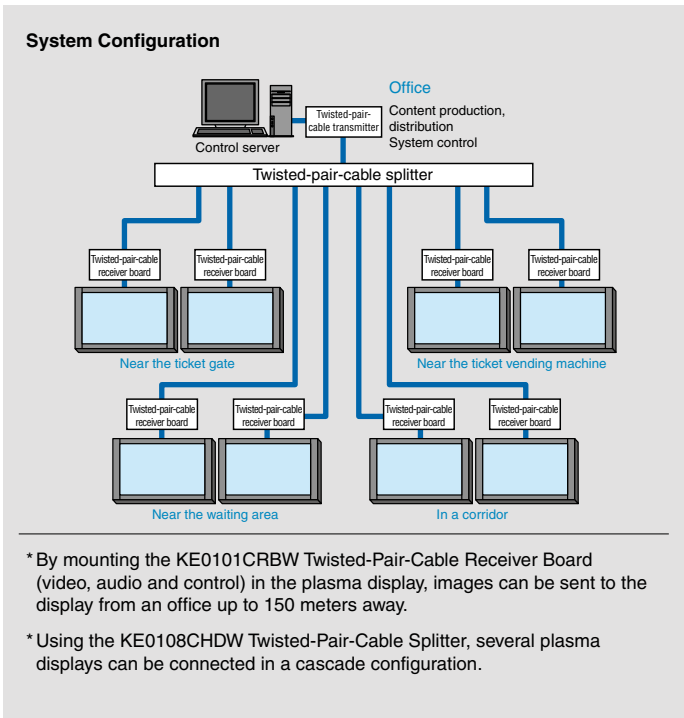 System Configuration
Office
Twisted-pair-
cable transmitter
Content production,
distribution
System control
Control server
Twisted-pair-cable splitter
Twisted-pair-cable
receiver board
Twisted-pair-cable
receiver board
Twisted-pair-cable
receiver board
Twisted-pair-cable
receiver board
Near the ticket gate
Near the ticket vending machine
Twisted-pair-cable
receiver board
Twisted-pair-cable
receiver board
Twisted-pair-cable
receiver board
Twisted-pair-cable
receiver board
Near the waiting area
In a corridor
* By mounting the KE0101CRBW Twisted-Pair-Cable Receiver Board
(video, audio and control) in the plasma display, images can be sent to the
display from an office up to 150 meters away.
* Using the KE0108CHDW Twisted-Pair-Cable Splitter, several plasma
displays can be connected in a cascade configuration.